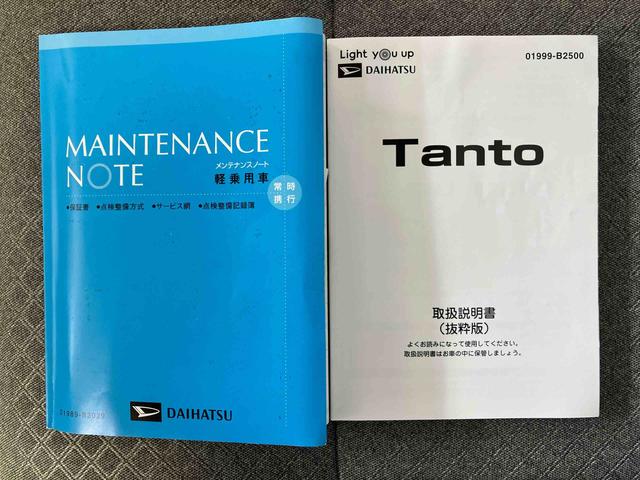 MAINTENANCE
NOTE
メンテナンスノート
軽乗用車
常時
携行
●保証書 ●点検整備方式 ●サービス網 ●点検整備記録簿
DAIHATSU
01989-B2029
Light you up
DAIHATSU
01999-B2500
Tanto
取扱説明書
（抜粋版）
よくお読みになって使用してください。
取扱説明書はお車の中に保管しましょう。